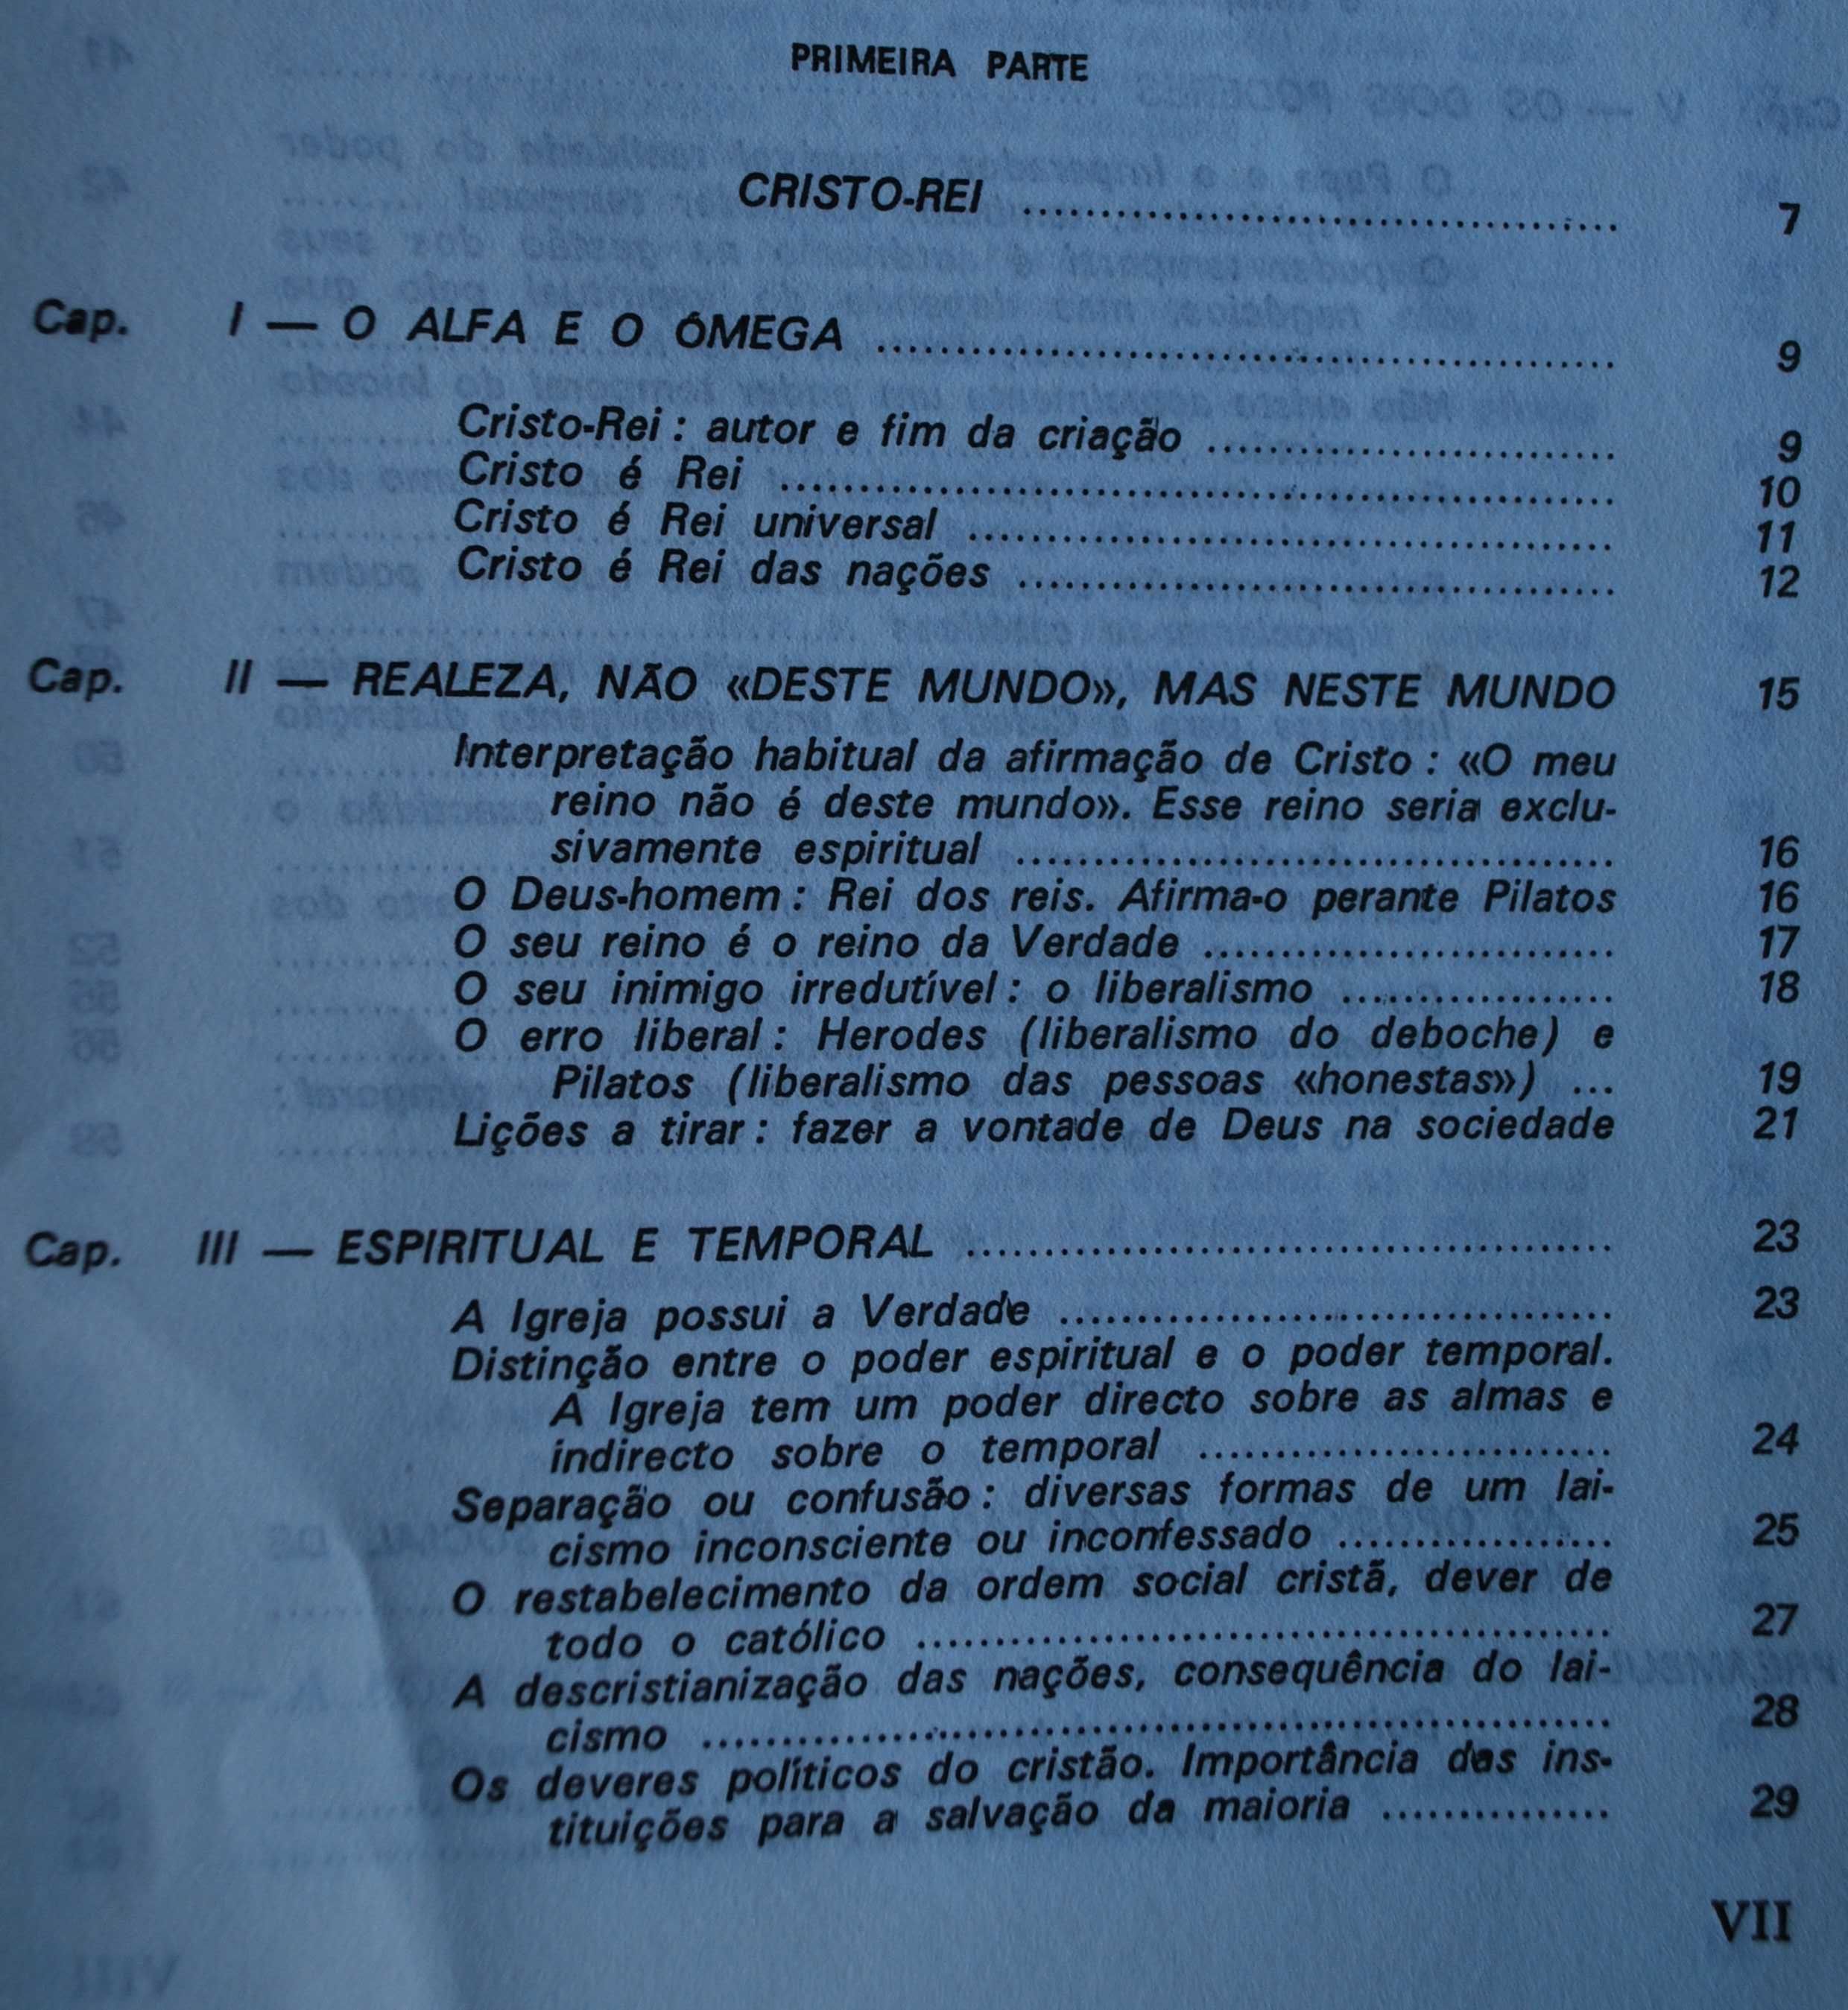 PRIMEIRA PARTE
CRISTO-REI ........................................ 7
Cap. I — O ALFA E O ÓMEGA ........................................ 9
Cristo-Rei : autor e fim da criação ........................... 9
Cristo é Rei ........................................ 10
Cristo é Rei universal ........................................ 11
Cristo é Rei das nações ........................................ 12
Cap. II — REALEZA, NÃO «DESTE MUNDO», MAS NESTE MUNDO 15
Interpretação habitual da afirmação de Cristo : «O meu
reino não é deste mundo». Esse reino seria exclu-
sivamente espiritual ........................................ 16
O Deus-homem : Rei dos reis. Afirma-o perante Pilatos 16
O seu reino é o reino da Verdade ........................... 17
O seu inimigo irredutível : o liberalismo .................. 18
O erro liberal : Herodes (liberalismo do deboche) e
Pilatos (liberalismo das pessoas «honestas») ... 19
Lições a tirar : fazer a vontade de Deus na sociedade 21
Cap. III — ESPIRITUAL E TEMPORAL ........................................ 23
A Igreja possui a Verdade .................................... 23
Distinção entre o poder espiritual e o poder temporal.
A Igreja tem um poder directo sobre as almas e
indirecto sobre o temporal ........................... 24
Separação ou confusão : diversas formas de um lai-
cismo inconsciente ou inconfessado .................. 25
O restabelecimento da ordem social cristã, dever de
todo o católico ........................................ 27
A descristianização das nações, consequência do lai-
cismo ........................................ 28
Os deveres políticos do cristão. Importância das ins-
tituições para a salvação da maioria ............... 29
VII